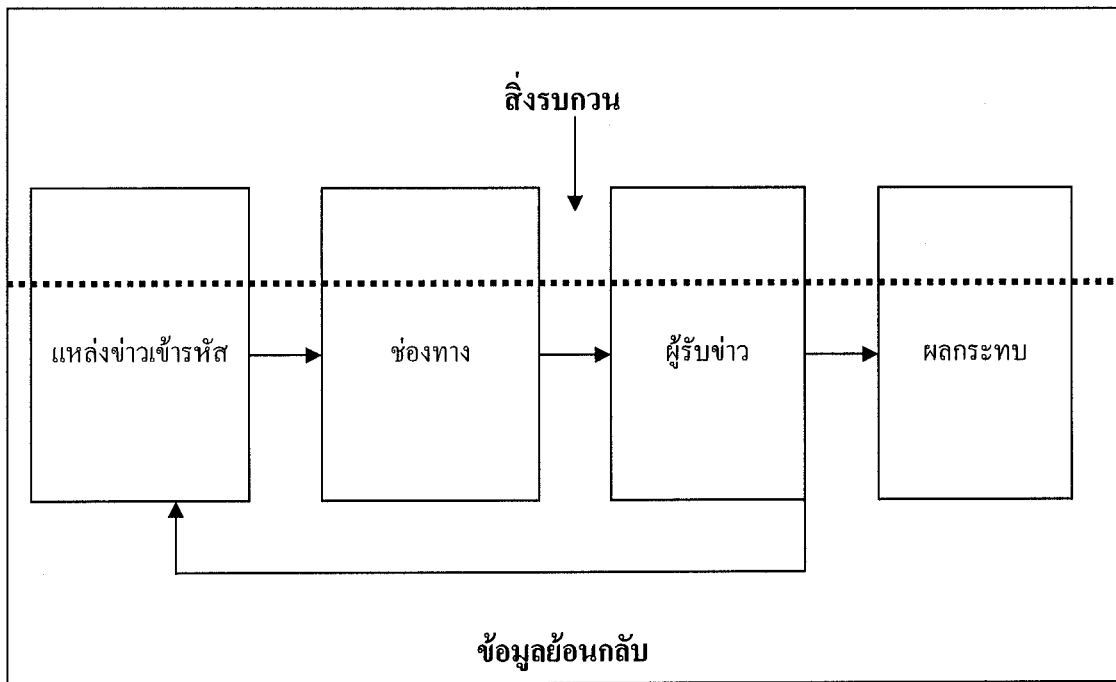 สิ่งรบกวน
แหล่งข่าวเข้ารหัส
ช่องทาง
ผู้รับข่าว
ผลกระทบ
ข้อมูลย้อนกลับ